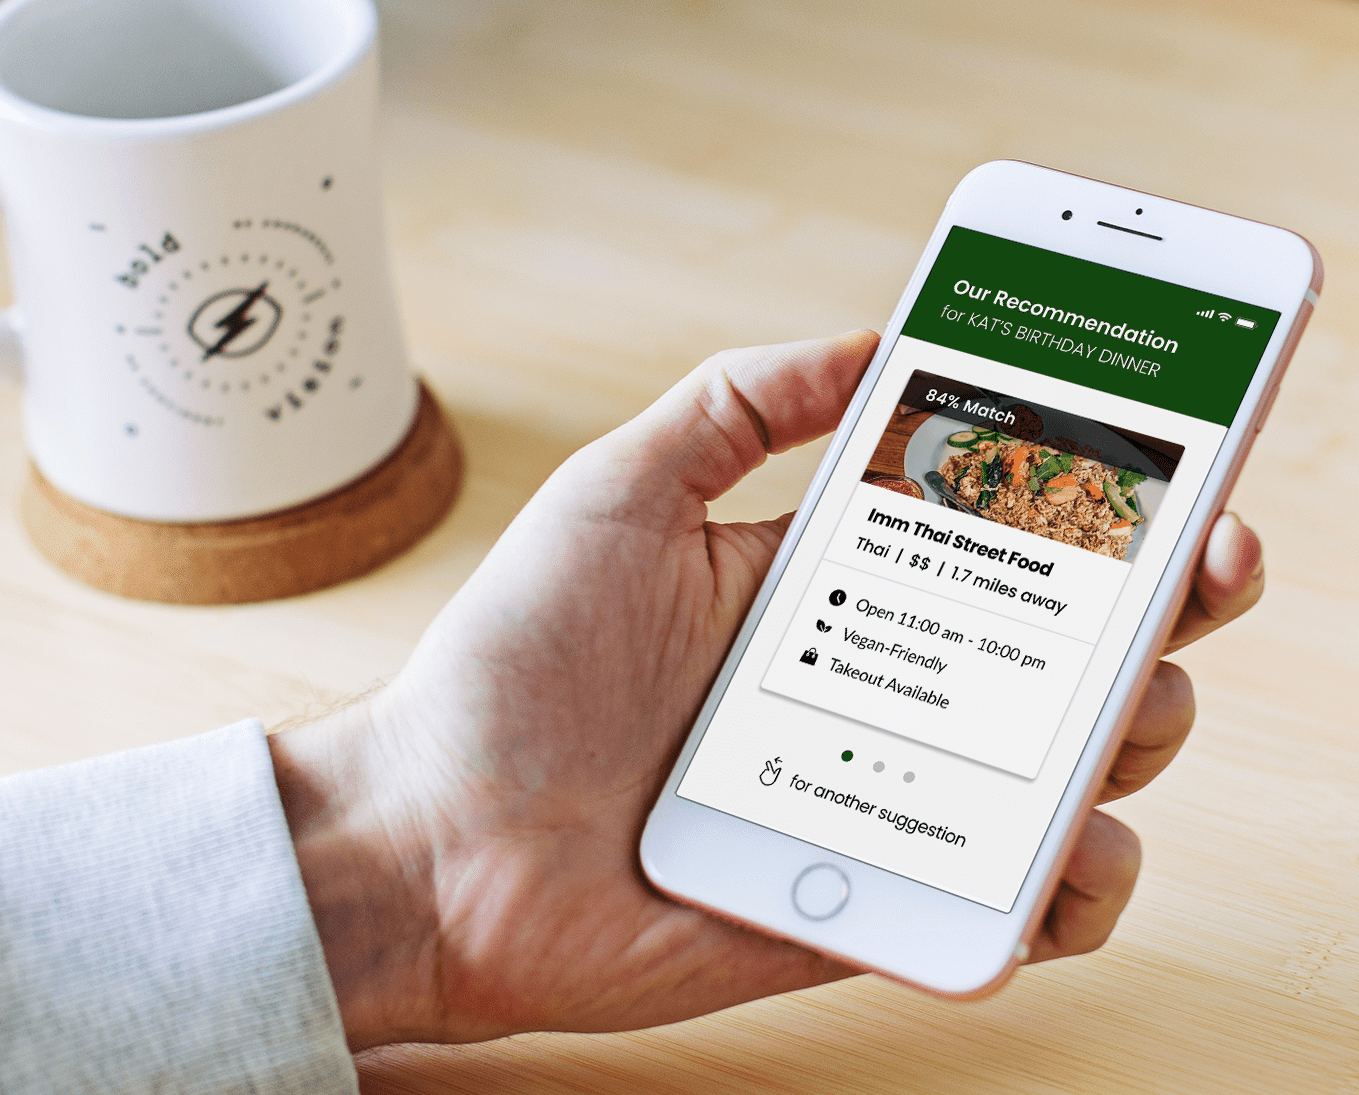 bold
vision
Our Recommendation
for KAT'S BIRTHDAY DINNER
84% Match
Imm Thai Street Food
Thai | $$ | 1.7 miles away
Open 11:00 am - 10:00 pm
Vegan-Friendly
Takeout Available
for another suggestion